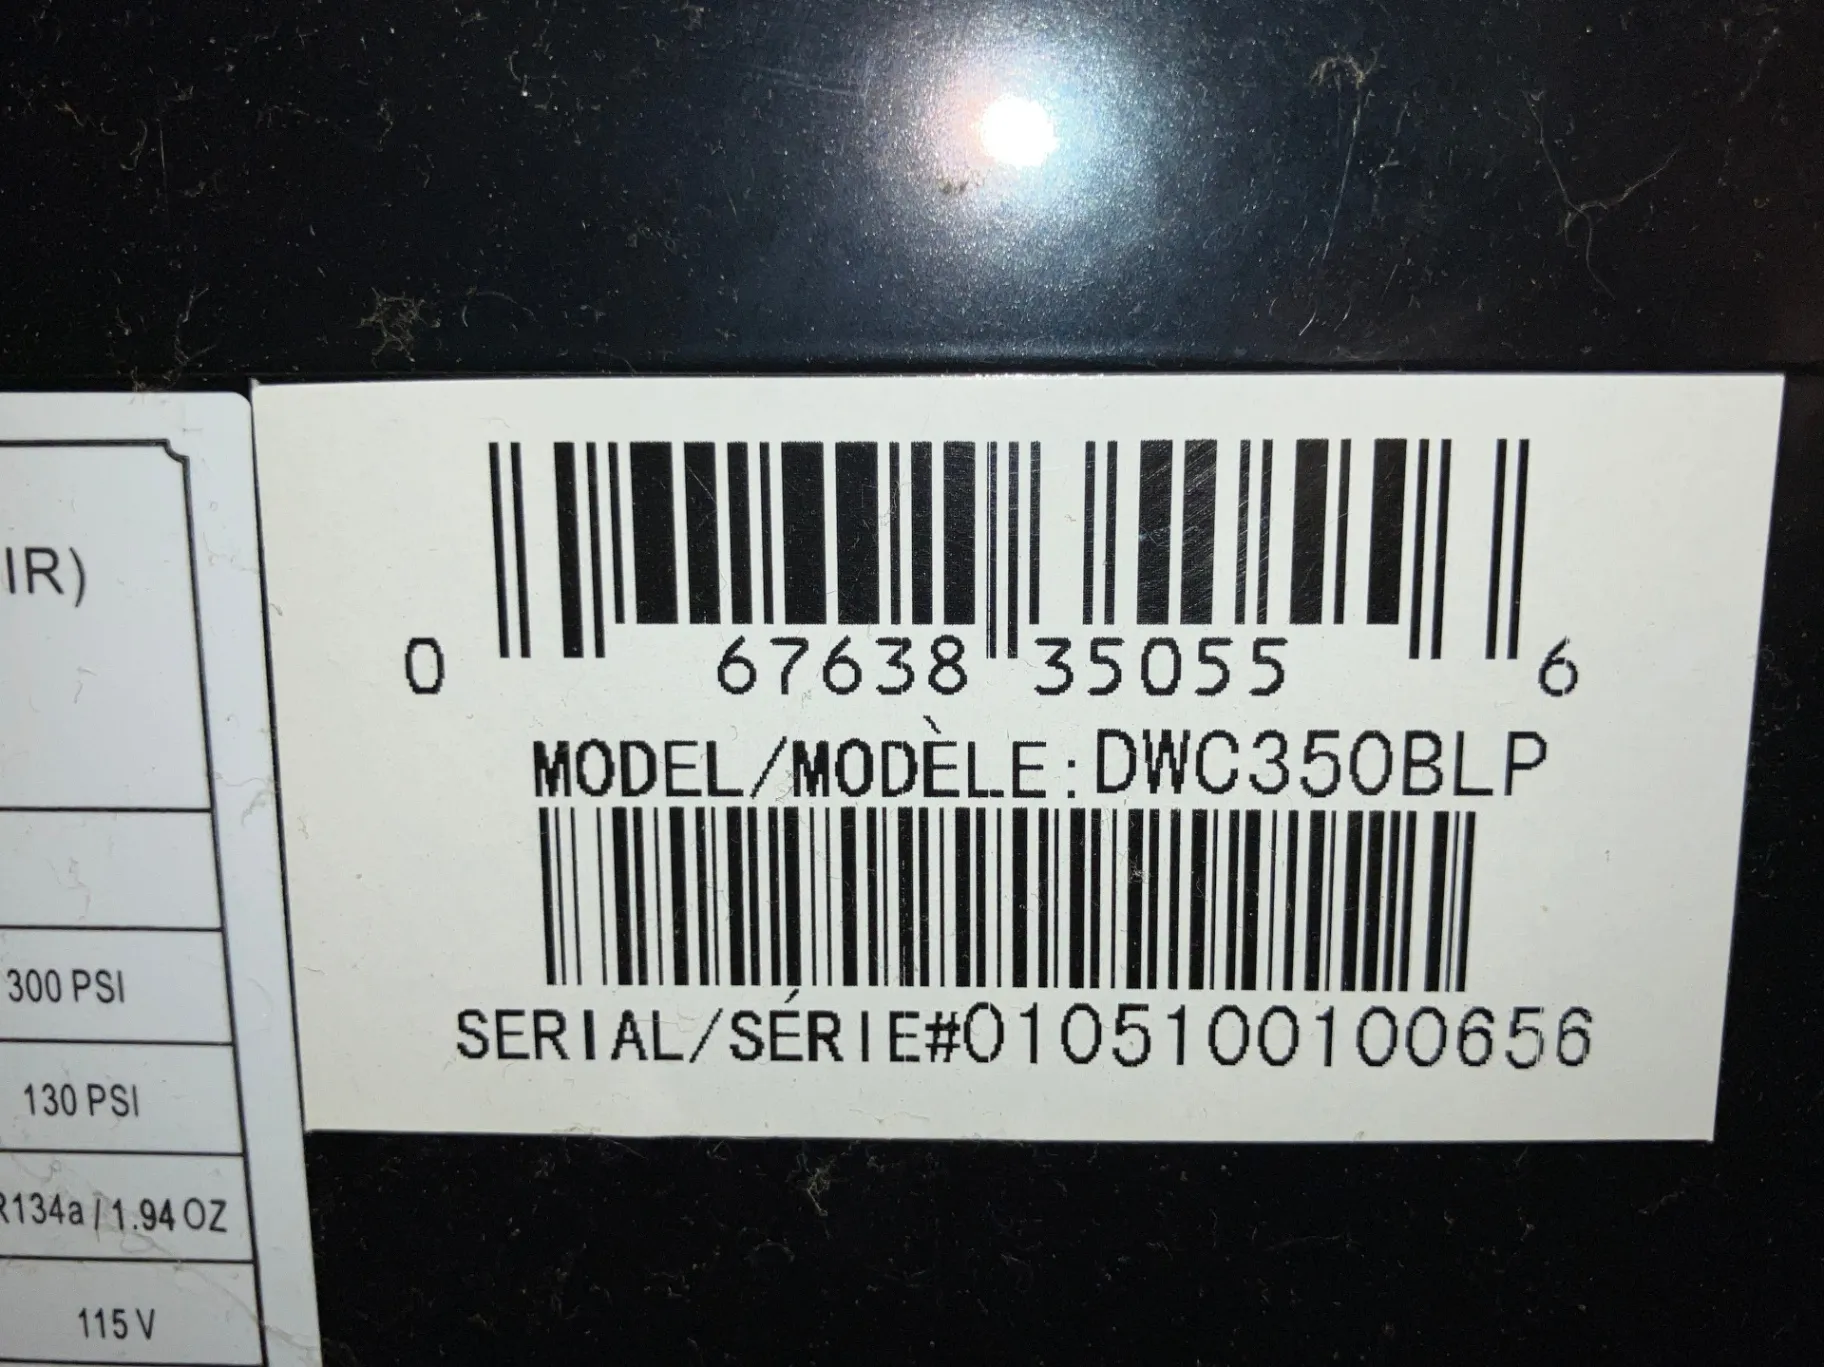 IR)
300 PSI
130 PSI
R134a / 1.94 OZ
115 V
0 67638 35055 6
MODEL/MODÈLE:DWC350BLP
SERIAL/SÉRIE#0105100100656